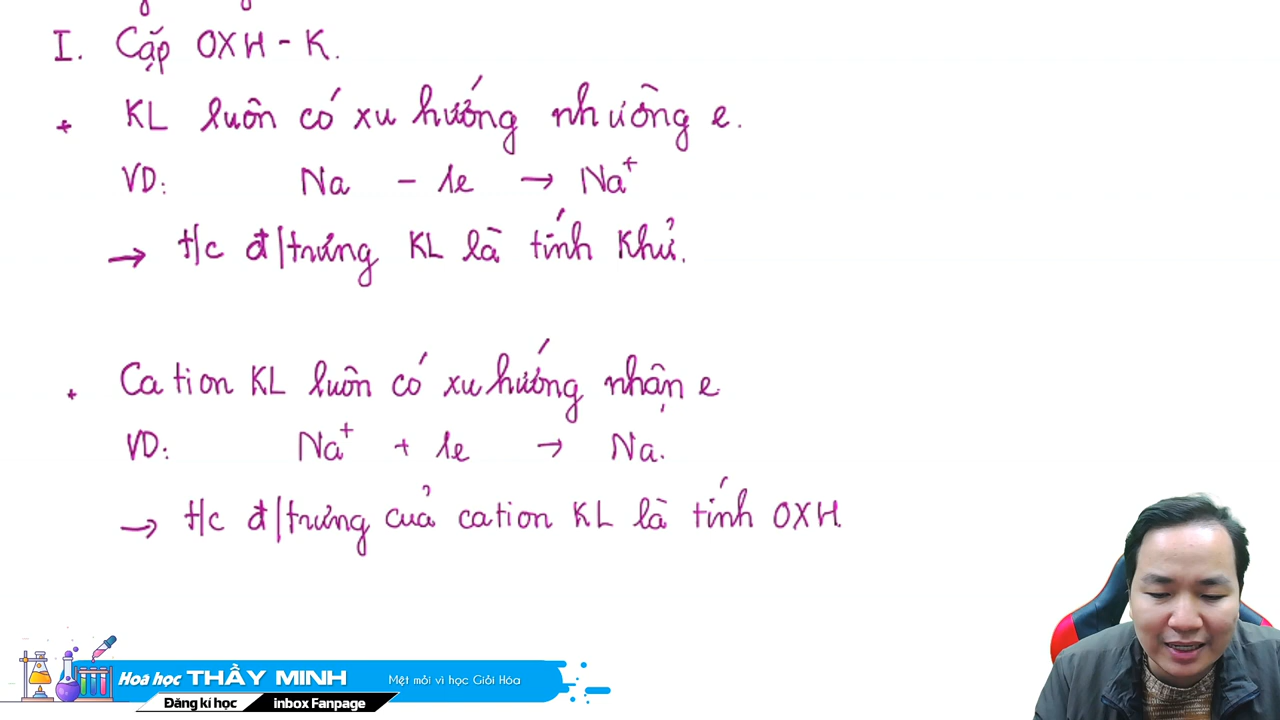 I. Cặp OXH - K.
+ KL luôn có xu hướng nhường e.
VD: Na - 1e → Na⁺
→ t/c đ/trưng KL là tính Khử.
+ Cation KL luôn có xu hướng nhận e
VD: Na⁺ + 1e → Na.
→ t/c đ/trưng của cation KL là tính OXH.
Hoá học THẦY MINH Mệt mỏi vì học Giỏi Hóa
Đăng kí học inbox Fanpage